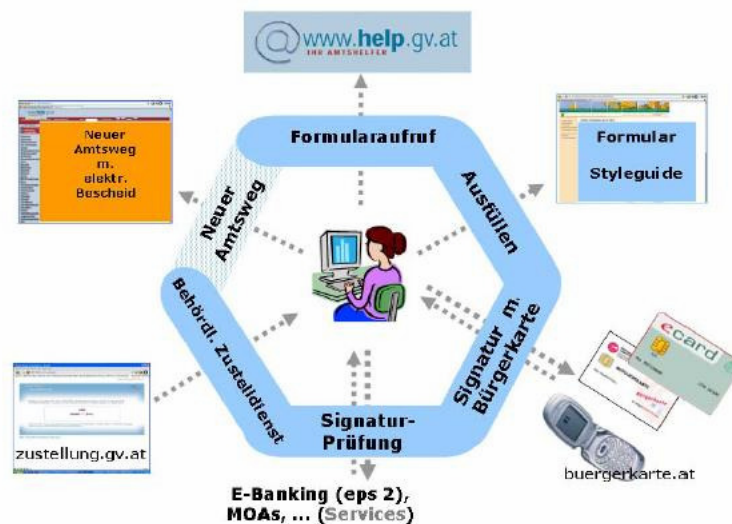 @www.help.gv.at
IHR AMTSHELFER
Formularaufruf
Neuer
Amtsweg
m.
elektr.
Bescheid
Formular
Styleguide
Neuer
Amtsweg
Ausfüllen
Behördl. Zustelldienst
Signatur m.
Bürgerkarte
ecard
Signatur-
Prüfung
zustellung.gv.at
buergerkarte.at
E-Banking (eps 2),
MOAs, ... (Services)